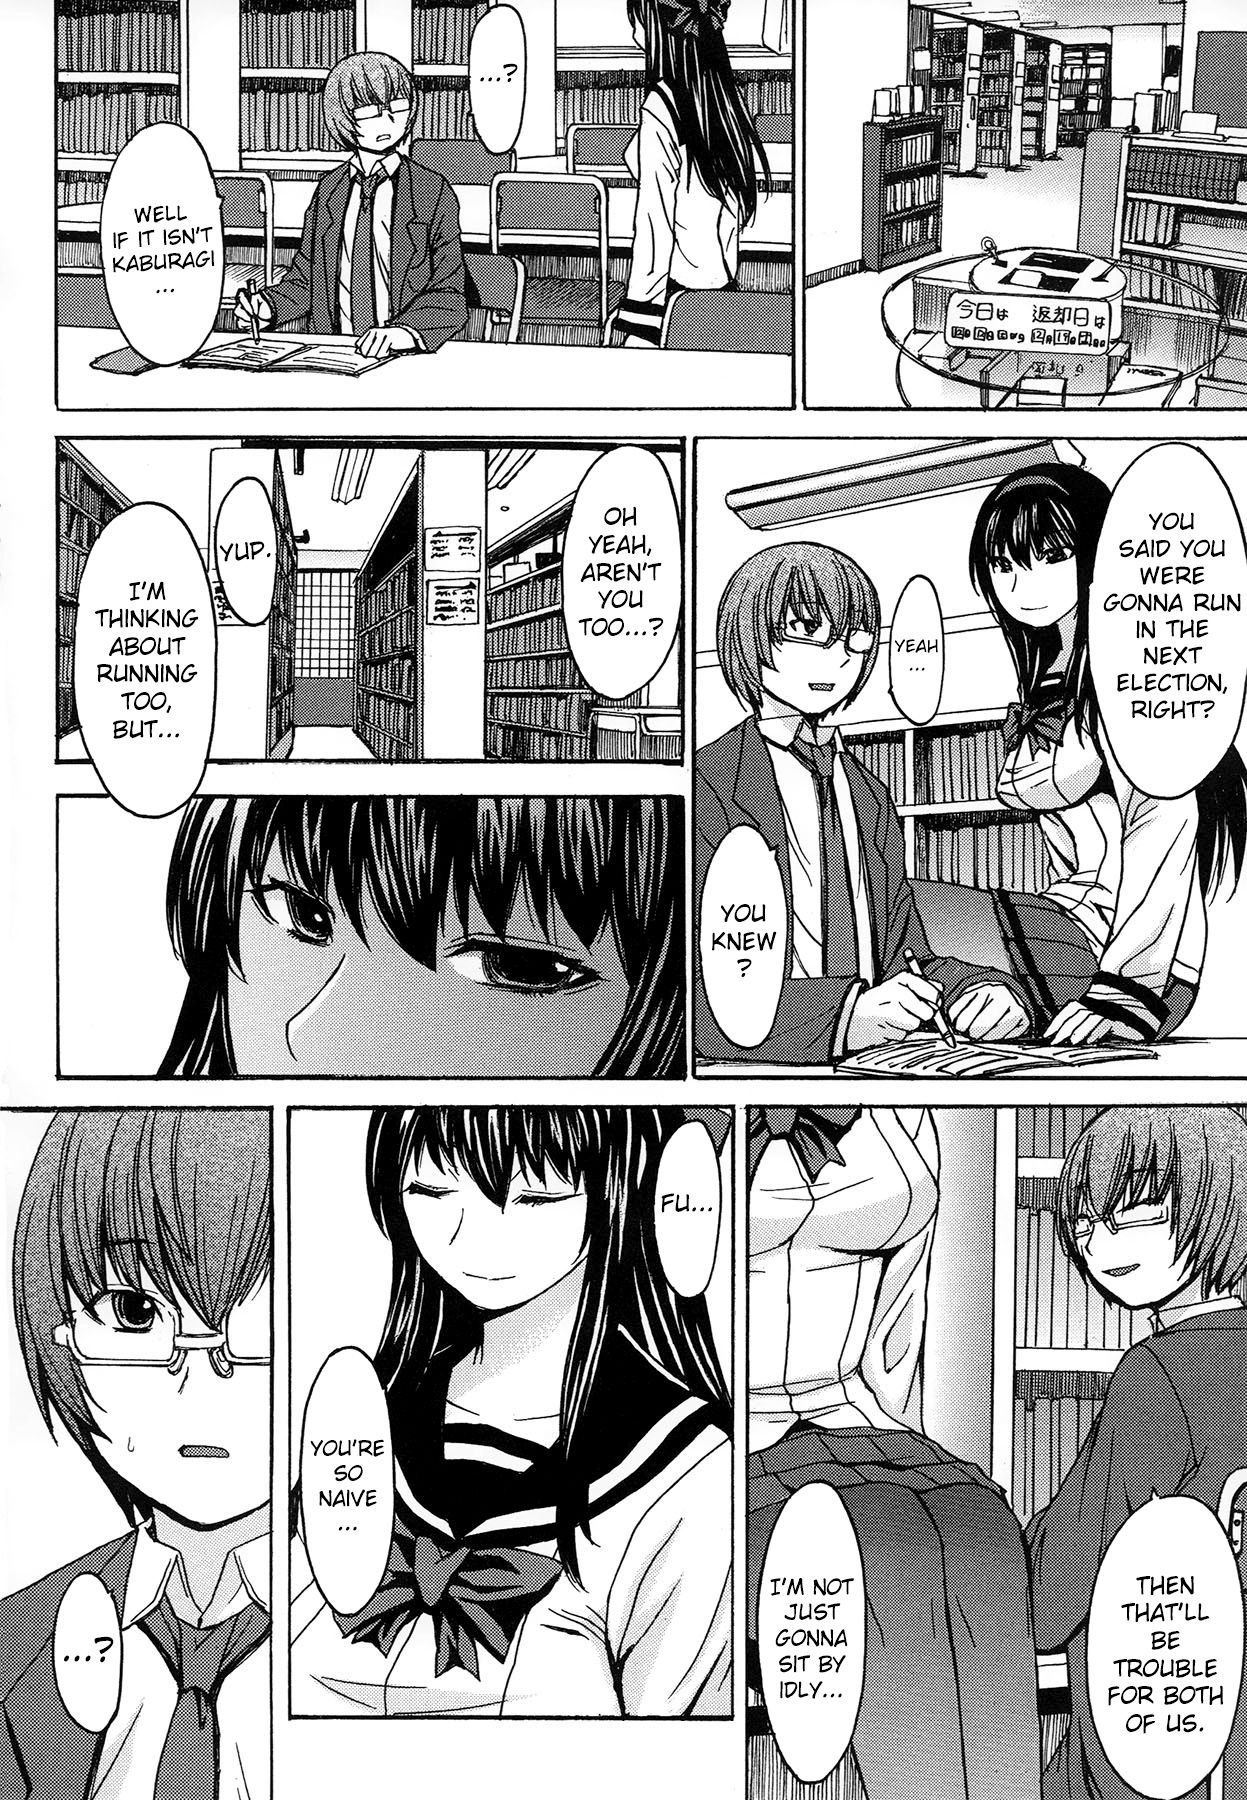 今日は 返却日は
...?
WELL
IF IT ISN'T
KABURAGI
...
YOU
SAID YOU
WERE
GONNA RUN
IN THE
NEXT
ELECTION,
RIGHT?
YEAH
...
YOU
KNEW
?
OH
YEAH,
AREN'T
YOU
TOO...?
YUP.
I'M
THINKING
ABOUT
RUNNING
TOO,
BUT...
THEN
THAT'LL
BE
TROUBLE
FOR BOTH
OF US.
I'M NOT
JUST
GONNA
SIT BY
IDLY...
FU...
YOU'RE
SO
NAIVE
...
...?